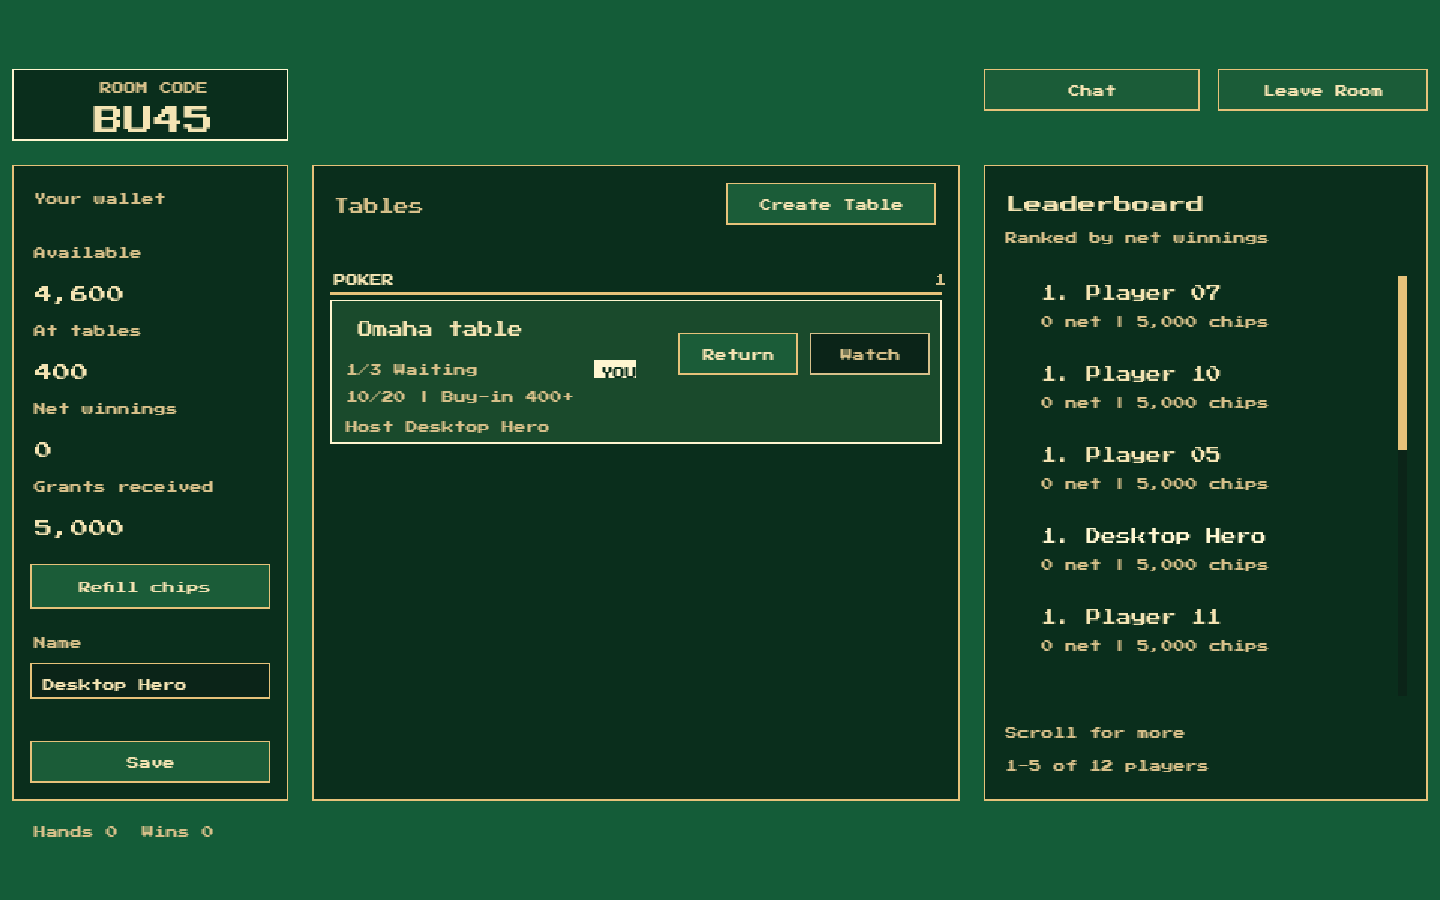 ROOM CODE
BU45
Chat
Leave Room
Your wallet
Available
4,600
At tables
400
Net winnings
0
Grants received
5,000
Refill chips
Name
Desktop Hero
Save
Hands 0 Wins 0
Tables
Create Table
POKER 1
Omaha table
1/3 Waiting
YOU
10/20 | Buy-in 400+
Host Desktop Hero
Return
Watch
Leaderboard
Ranked by net winnings
1. Player 07
0 net | 5,000 chips
1. Player 10
0 net | 5,000 chips
1. Player 05
0 net | 5,000 chips
1. Desktop Hero
0 net | 5,000 chips
1. Player 11
0 net | 5,000 chips
Scroll for more
1-5 of 12 players